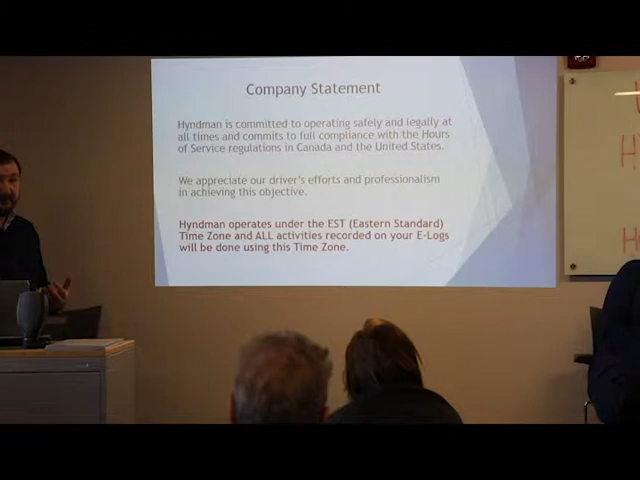 Company Statement
Hyndman is committed to operating safely and legally at
all times and commits to full compliance with the Hours
of Service regulations in Canada and the United States.
We appreciate our driver's efforts and professionalism
in achieving this objective.
Hyndman operates under the EST (Eastern Standard)
Time Zone and ALL activities recorded on your E-Logs
will be done using this Time Zone.